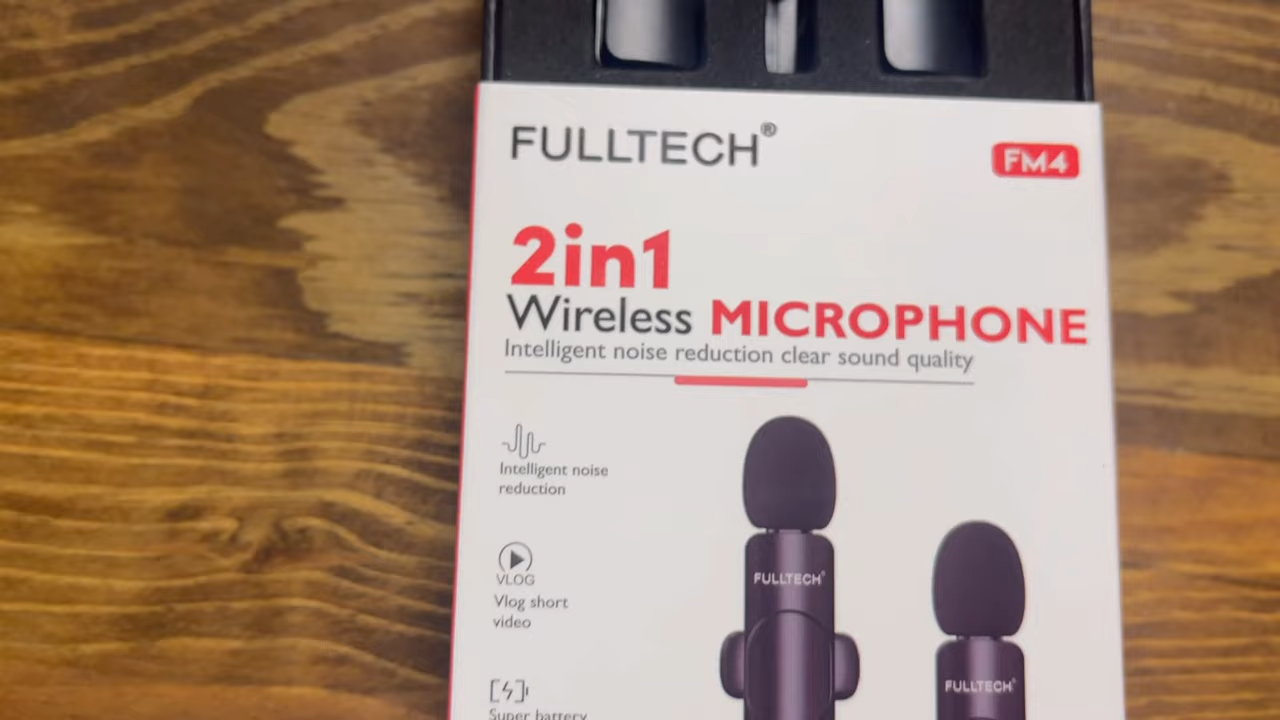 FULLTECH®
FM4
2in1
Wireless MICROPHONE
Intelligent noise reduction clear sound quality
Intelligent noise
reduction
VLOG
Vlog short
video
Super battery
FULLTECH®
FULLTECH®